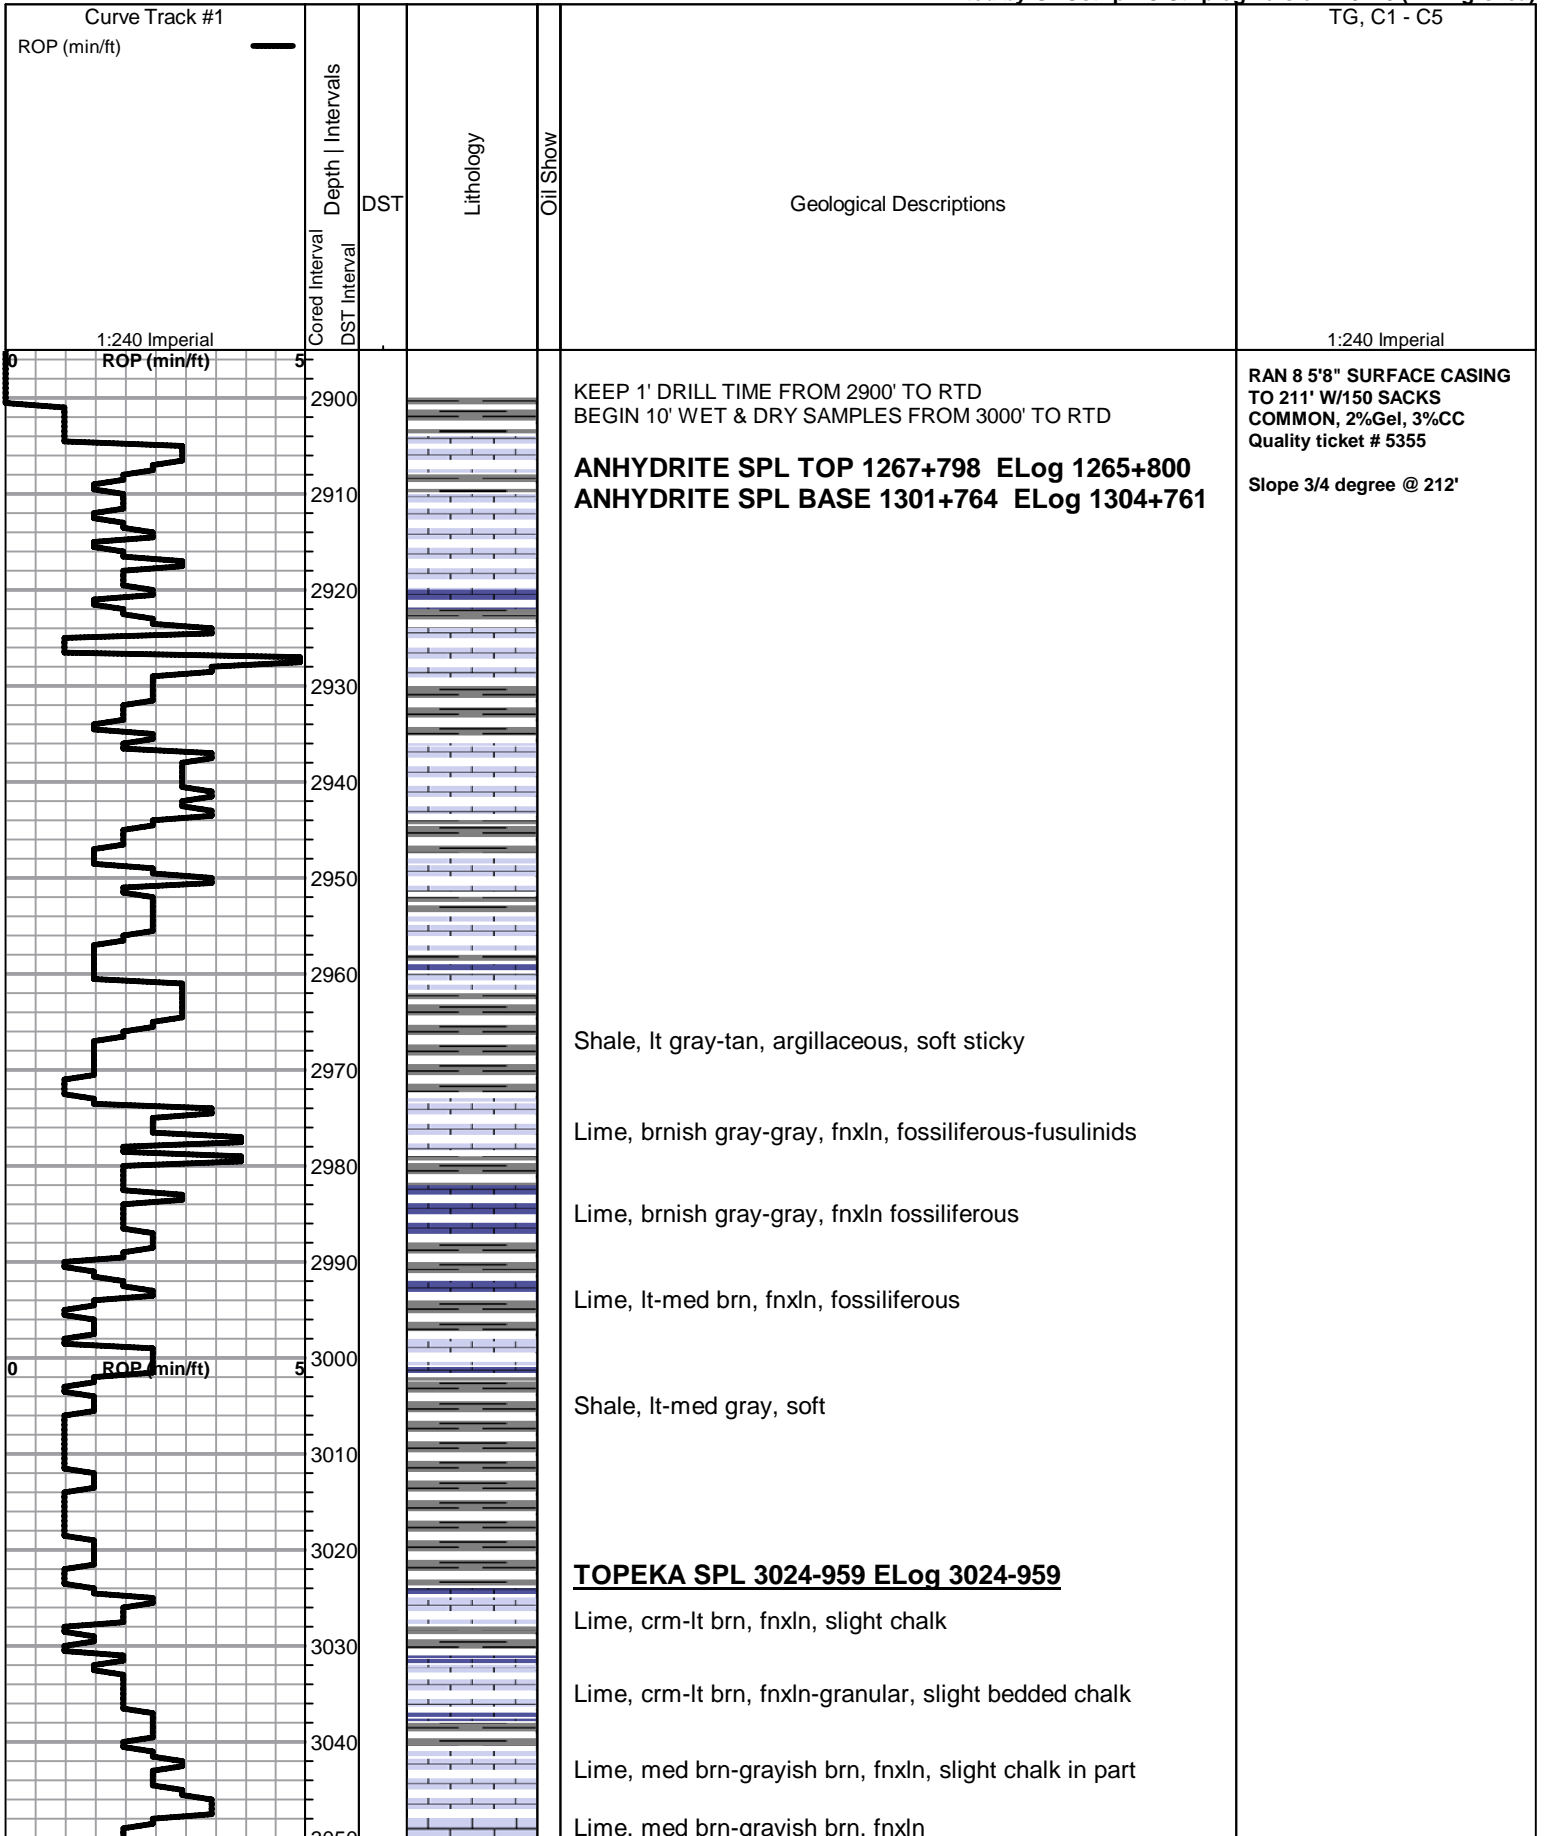 Curve Track #1
ROP (min/ft)
1:240 Imperial
Depth | Intervals
Cored Interval
DST Interval
DST
Lithology
Oil Show
Geological Descriptions
TG, C1 - C5
1:240 Imperial
0 ROP (min/ft) 5
2900
2910
2920
2930
2940
2950
2960
2970
2980
2990
3000
0 ROP (min/ft) 5
3010
3020
3030
3040
3050
KEEP 1' DRILL TIME FROM 2900' TO RTD
BEGIN 10' WET & DRY SAMPLES FROM 3000' TO RTD
ANHYDRITE SPL TOP 1267+798 ELog 1265+800
ANHYDRITE SPL BASE 1301+764 ELog 1304+761
Shale, lt gray-tan, argillaceous, soft sticky
Lime, brnish gray-gray, fnxln, fossiliferous-fusulinids
Lime, brnish gray-gray, fnxln fossiliferous
Lime, lt-med brn, fnxln, fossiliferous
Shale, lt-med gray, soft
TOPEKA SPL 3024-959 ELog 3024-959
Lime, crm-lt brn, fnxln, slight chalk
Lime, crm-lt brn, fnxln-granular, slight bedded chalk
Lime, med brn-grayish brn, fnxln, slight chalk in part
Lime, med brn-grayish brn, fnxln
RAN 8 5'8" SURFACE CASING
TO 211' W/150 SACKS
COMMON, 2%Gel, 3%CC
Quality ticket # 5355
Slope 3/4 degree @ 212'